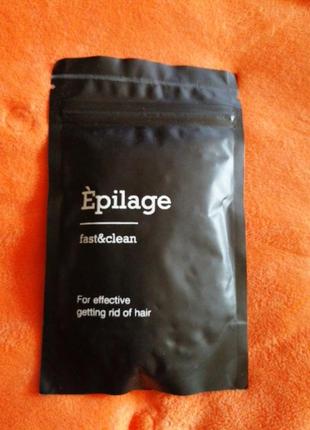 Èpilage
fast&clean
For effective
getting rid of hair